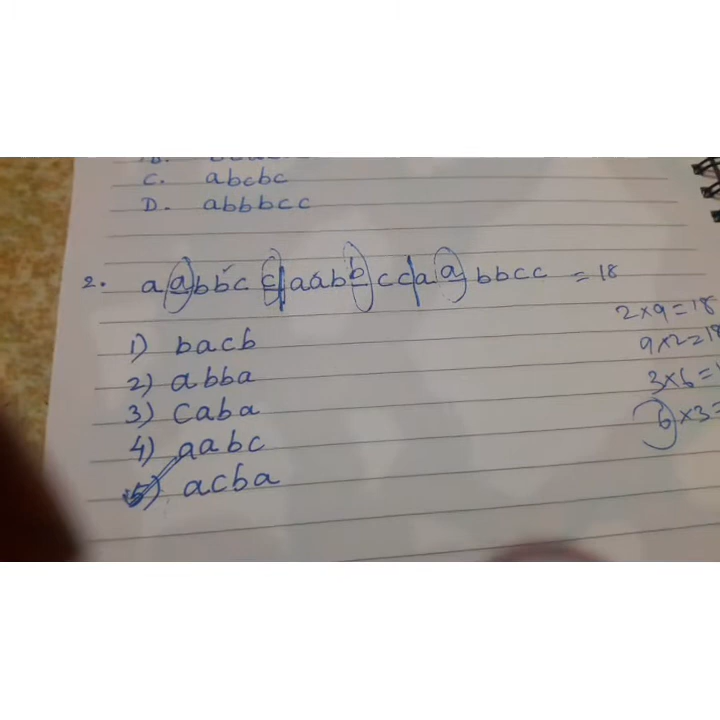 C. abcbc
D. abbbcc
2. aabbccaabbccaabbcc = 18
2×9=18
1) bacb
9×2=18
2) abba
3×6=1
3) caba
6×3=
4) aabc
5) acba